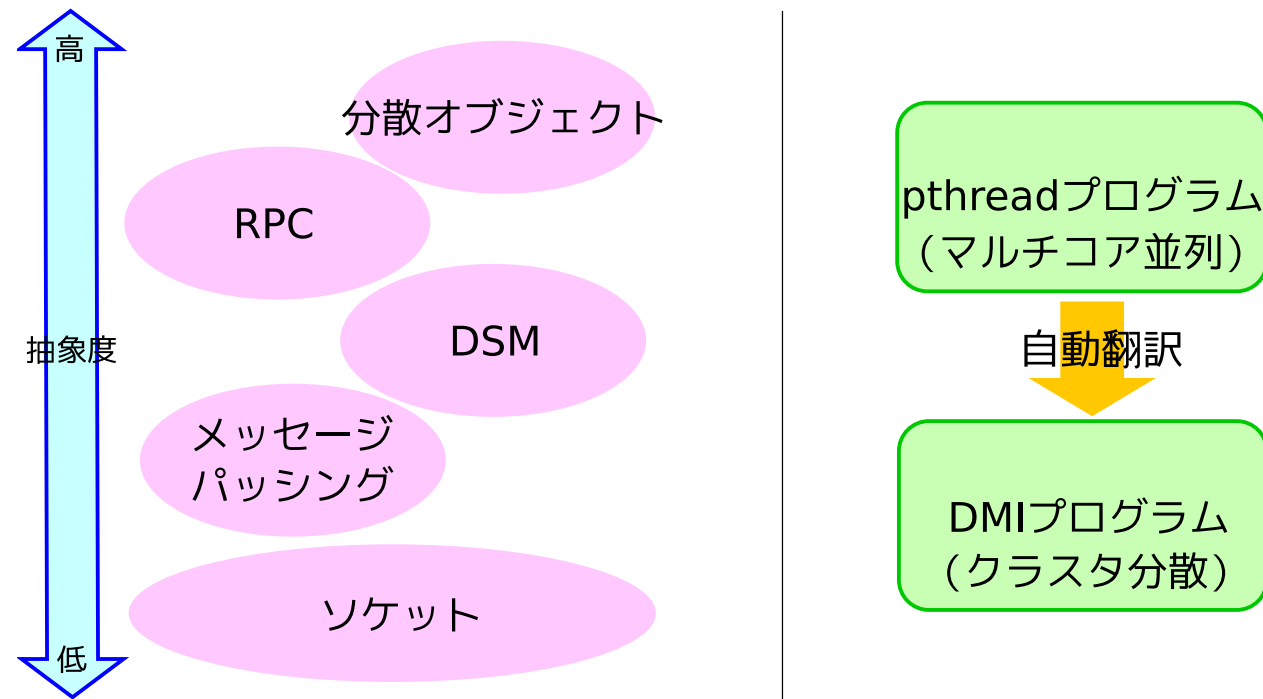 高
分散オブジェクト
RPC
抽象度
DSM
メッセージ
パッシング
ソケット
低
pthreadプログラム
（マルチコア並列）
自動翻訳
DMIプログラム
（クラスタ分散）